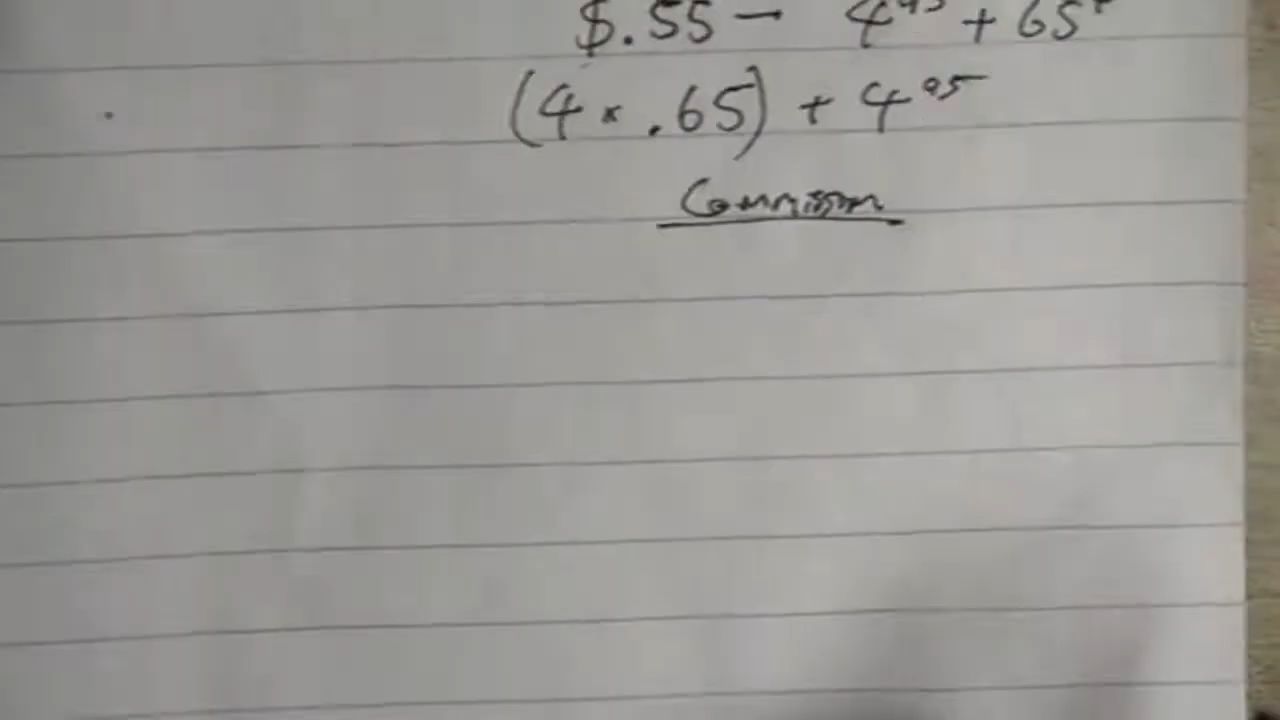 $.55 - 4⁹⁵ + 65
(4 × .65) + 4⁹⁵
Commission